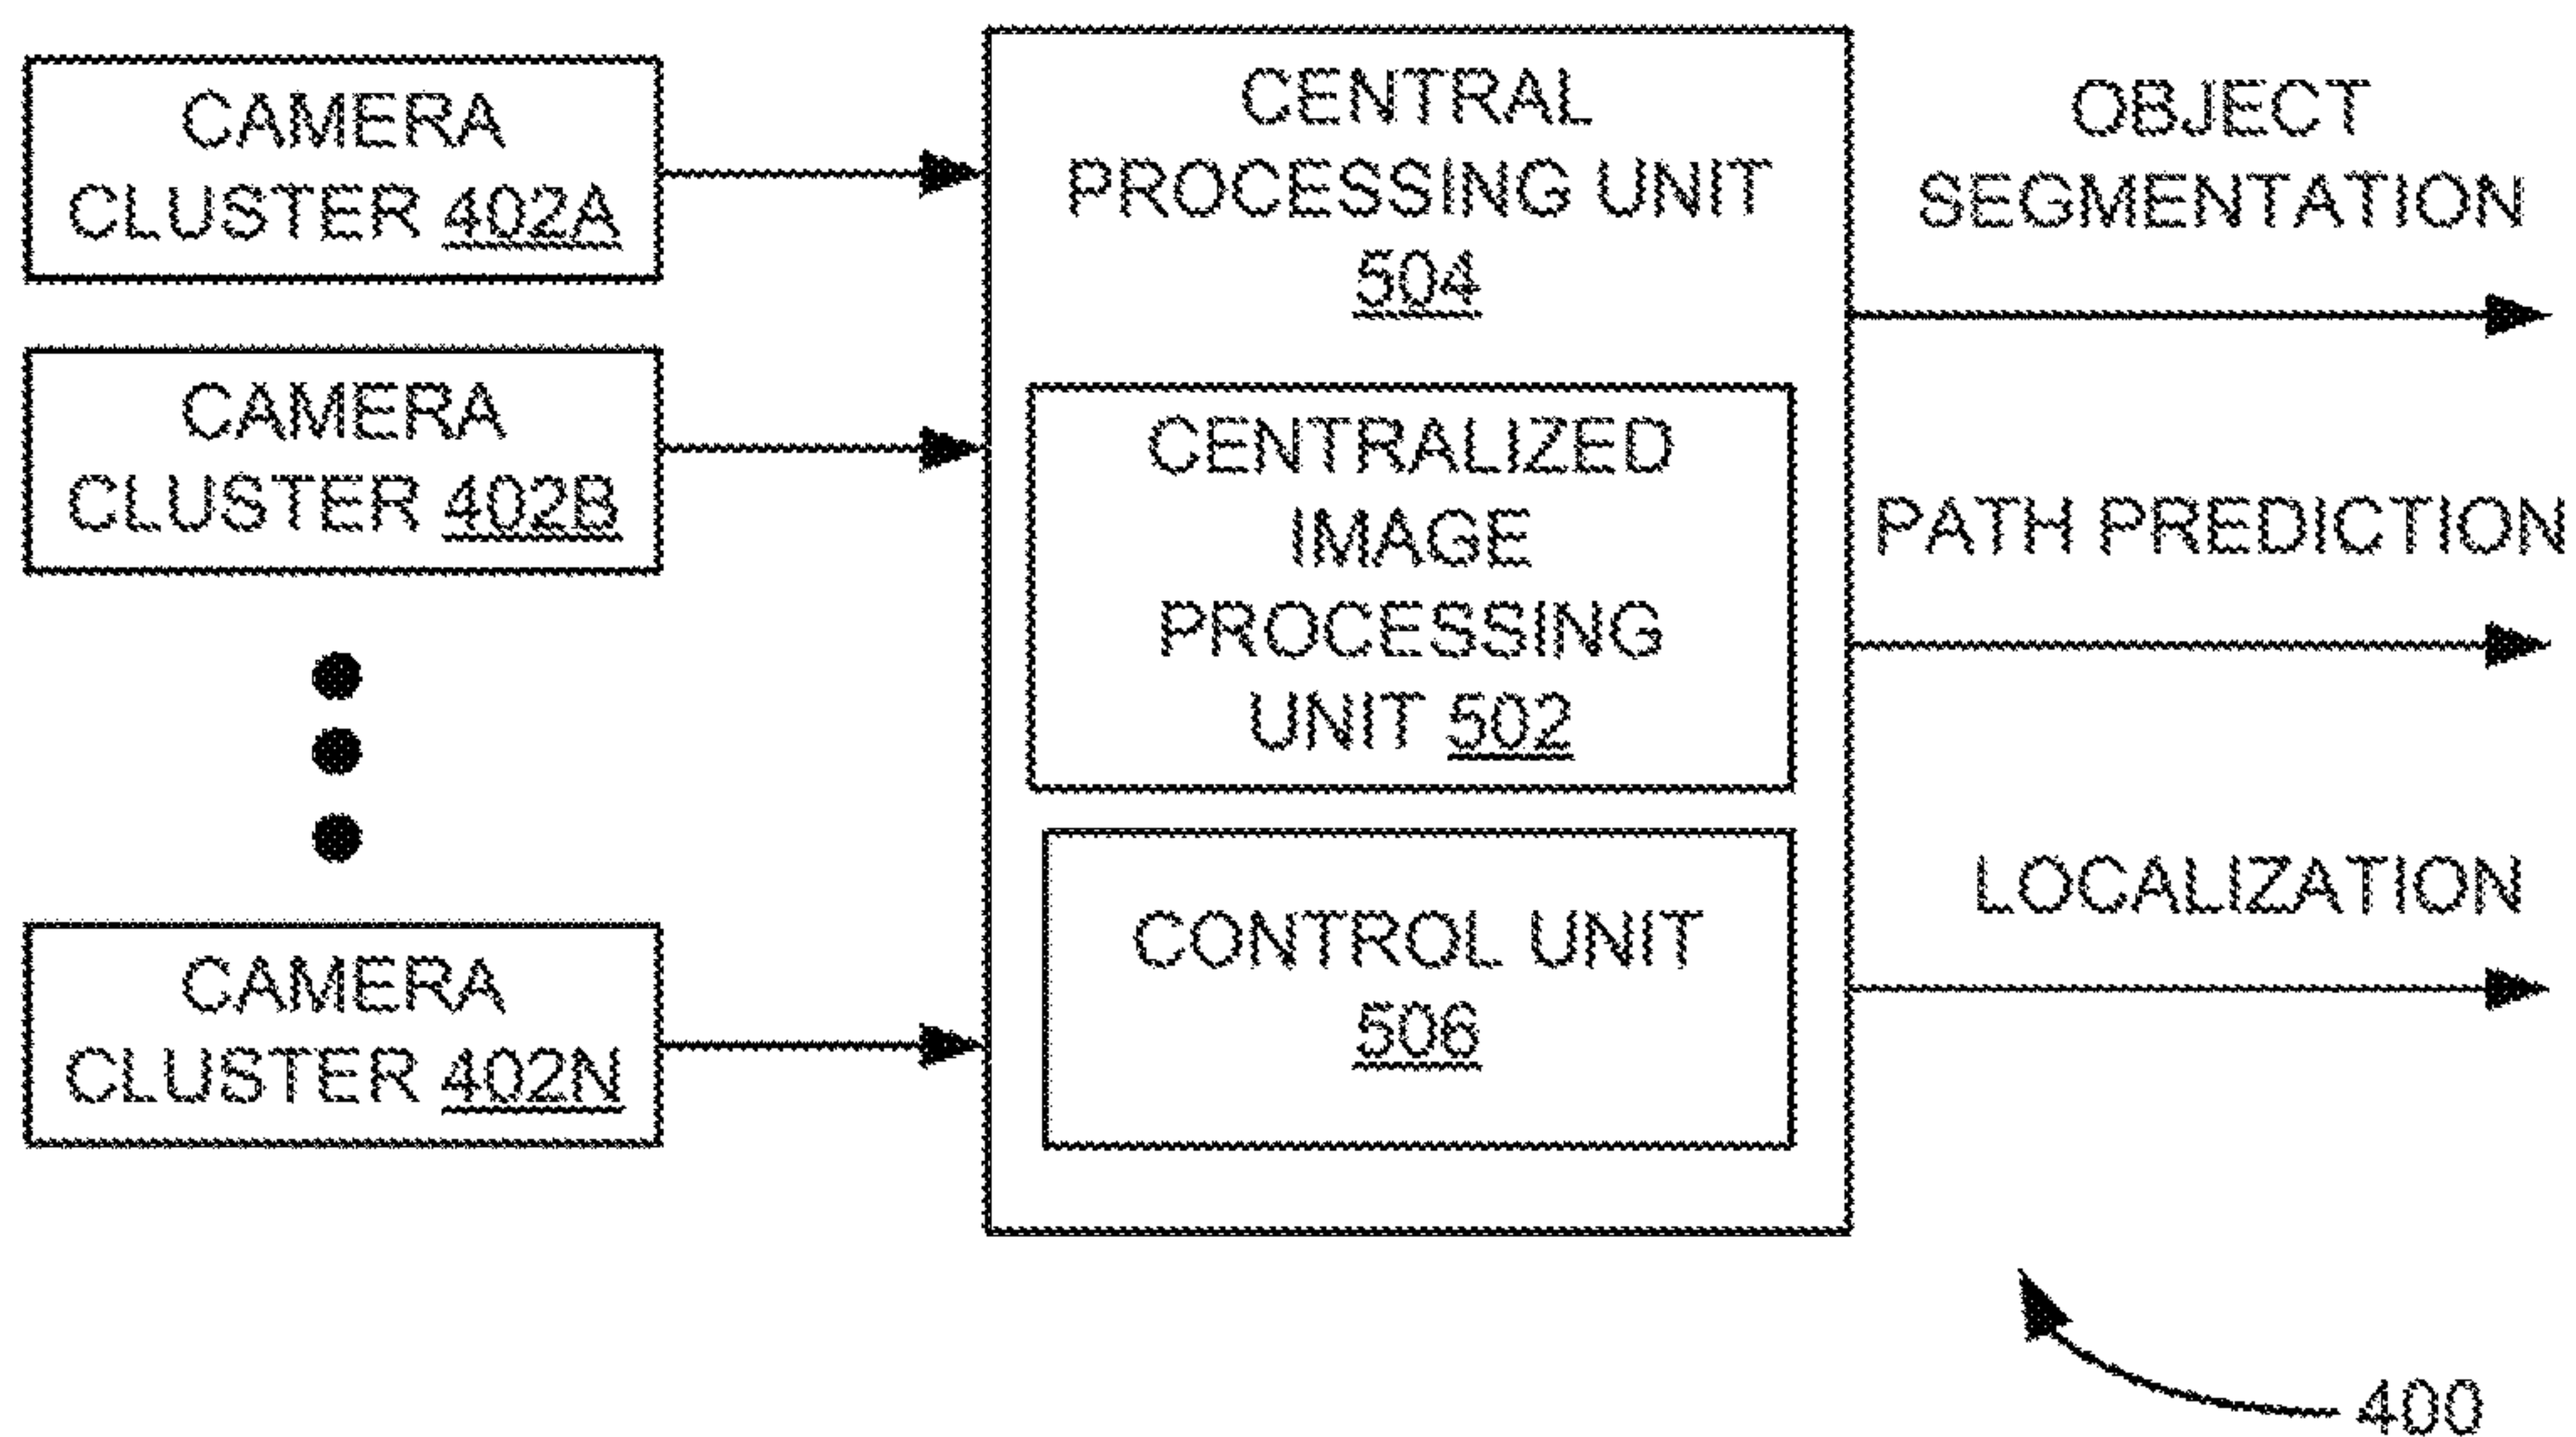 CAMERA
CLUSTER 402A
CAMERA
CLUSTER 402B
CAMERA
CLUSTER 402N
CENTRAL
PROCESSING UNIT
504
CENTRALIZED
IMAGE
PROCESSING
UNIT 502
CONTROL UNIT
506
OBJECT
SEGMENTATION
PATH PREDICTION
LOCALIZATION
400